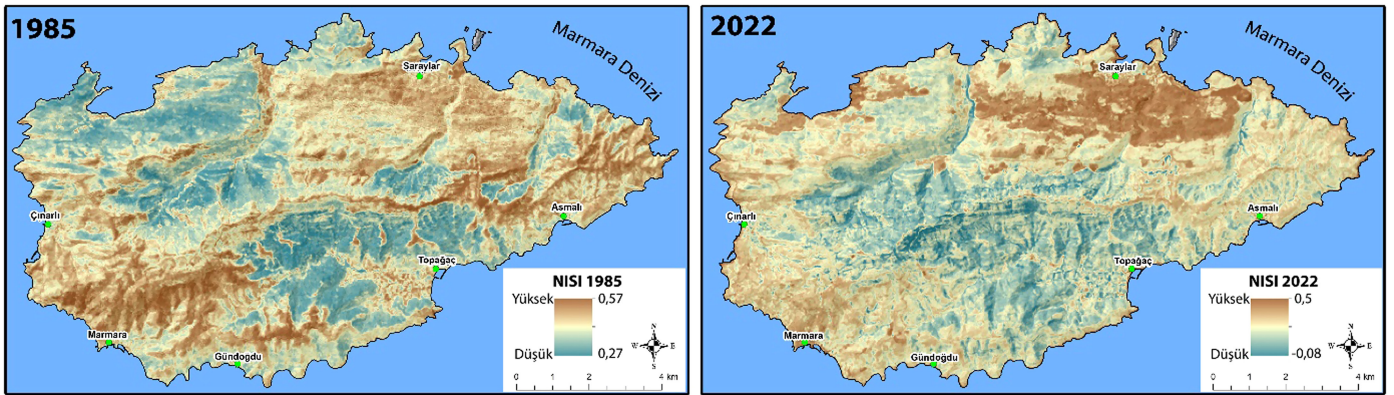 1985
Marmara Denizi
Saraylar
Çınarlı
Asmalı
Topağaç
Marmara
Gündoğdu
NISI 1985
Yüksek 0,57
Düşük 0,27
N
W E
S
0 2 4 km
2022
Marmara Denizi
Saraylar
Çınarlı
Asmalı
Topağaç
Marmara
Gündoğdu
NISI 2022
Yüksek 0,5
Düşük -0,08
N
W E
S
0 1 2 4 km